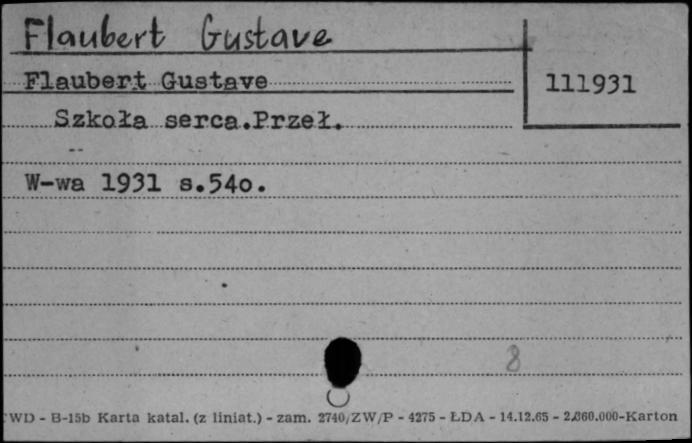 Flaubert Gustave
Flaubert Gustave
111931
Szkoła serca.Przeł.
--
W-wa 1931 s.54o.
8
WD - B-15b Karta katal. (z liniat.) - zam. 2740/ZW/P - 4275 - ŁDA - 14.12.65 - 2.860.000-Karton